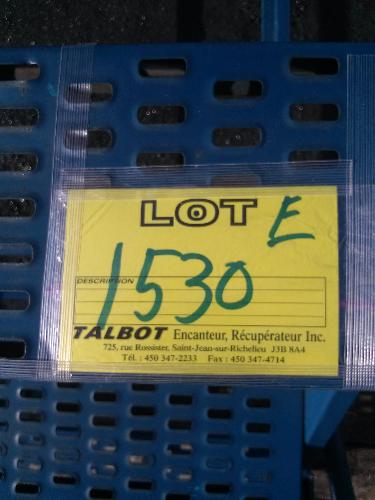 LOT E
1530
DESCRIPTION
TALBOT Encanteur, Récupérateur Inc.
725, rue Rossiter, Saint-Jean-sur-Richelieu J3B 8A4
Tél : 450 347-2233 Fax : 450 347-4714